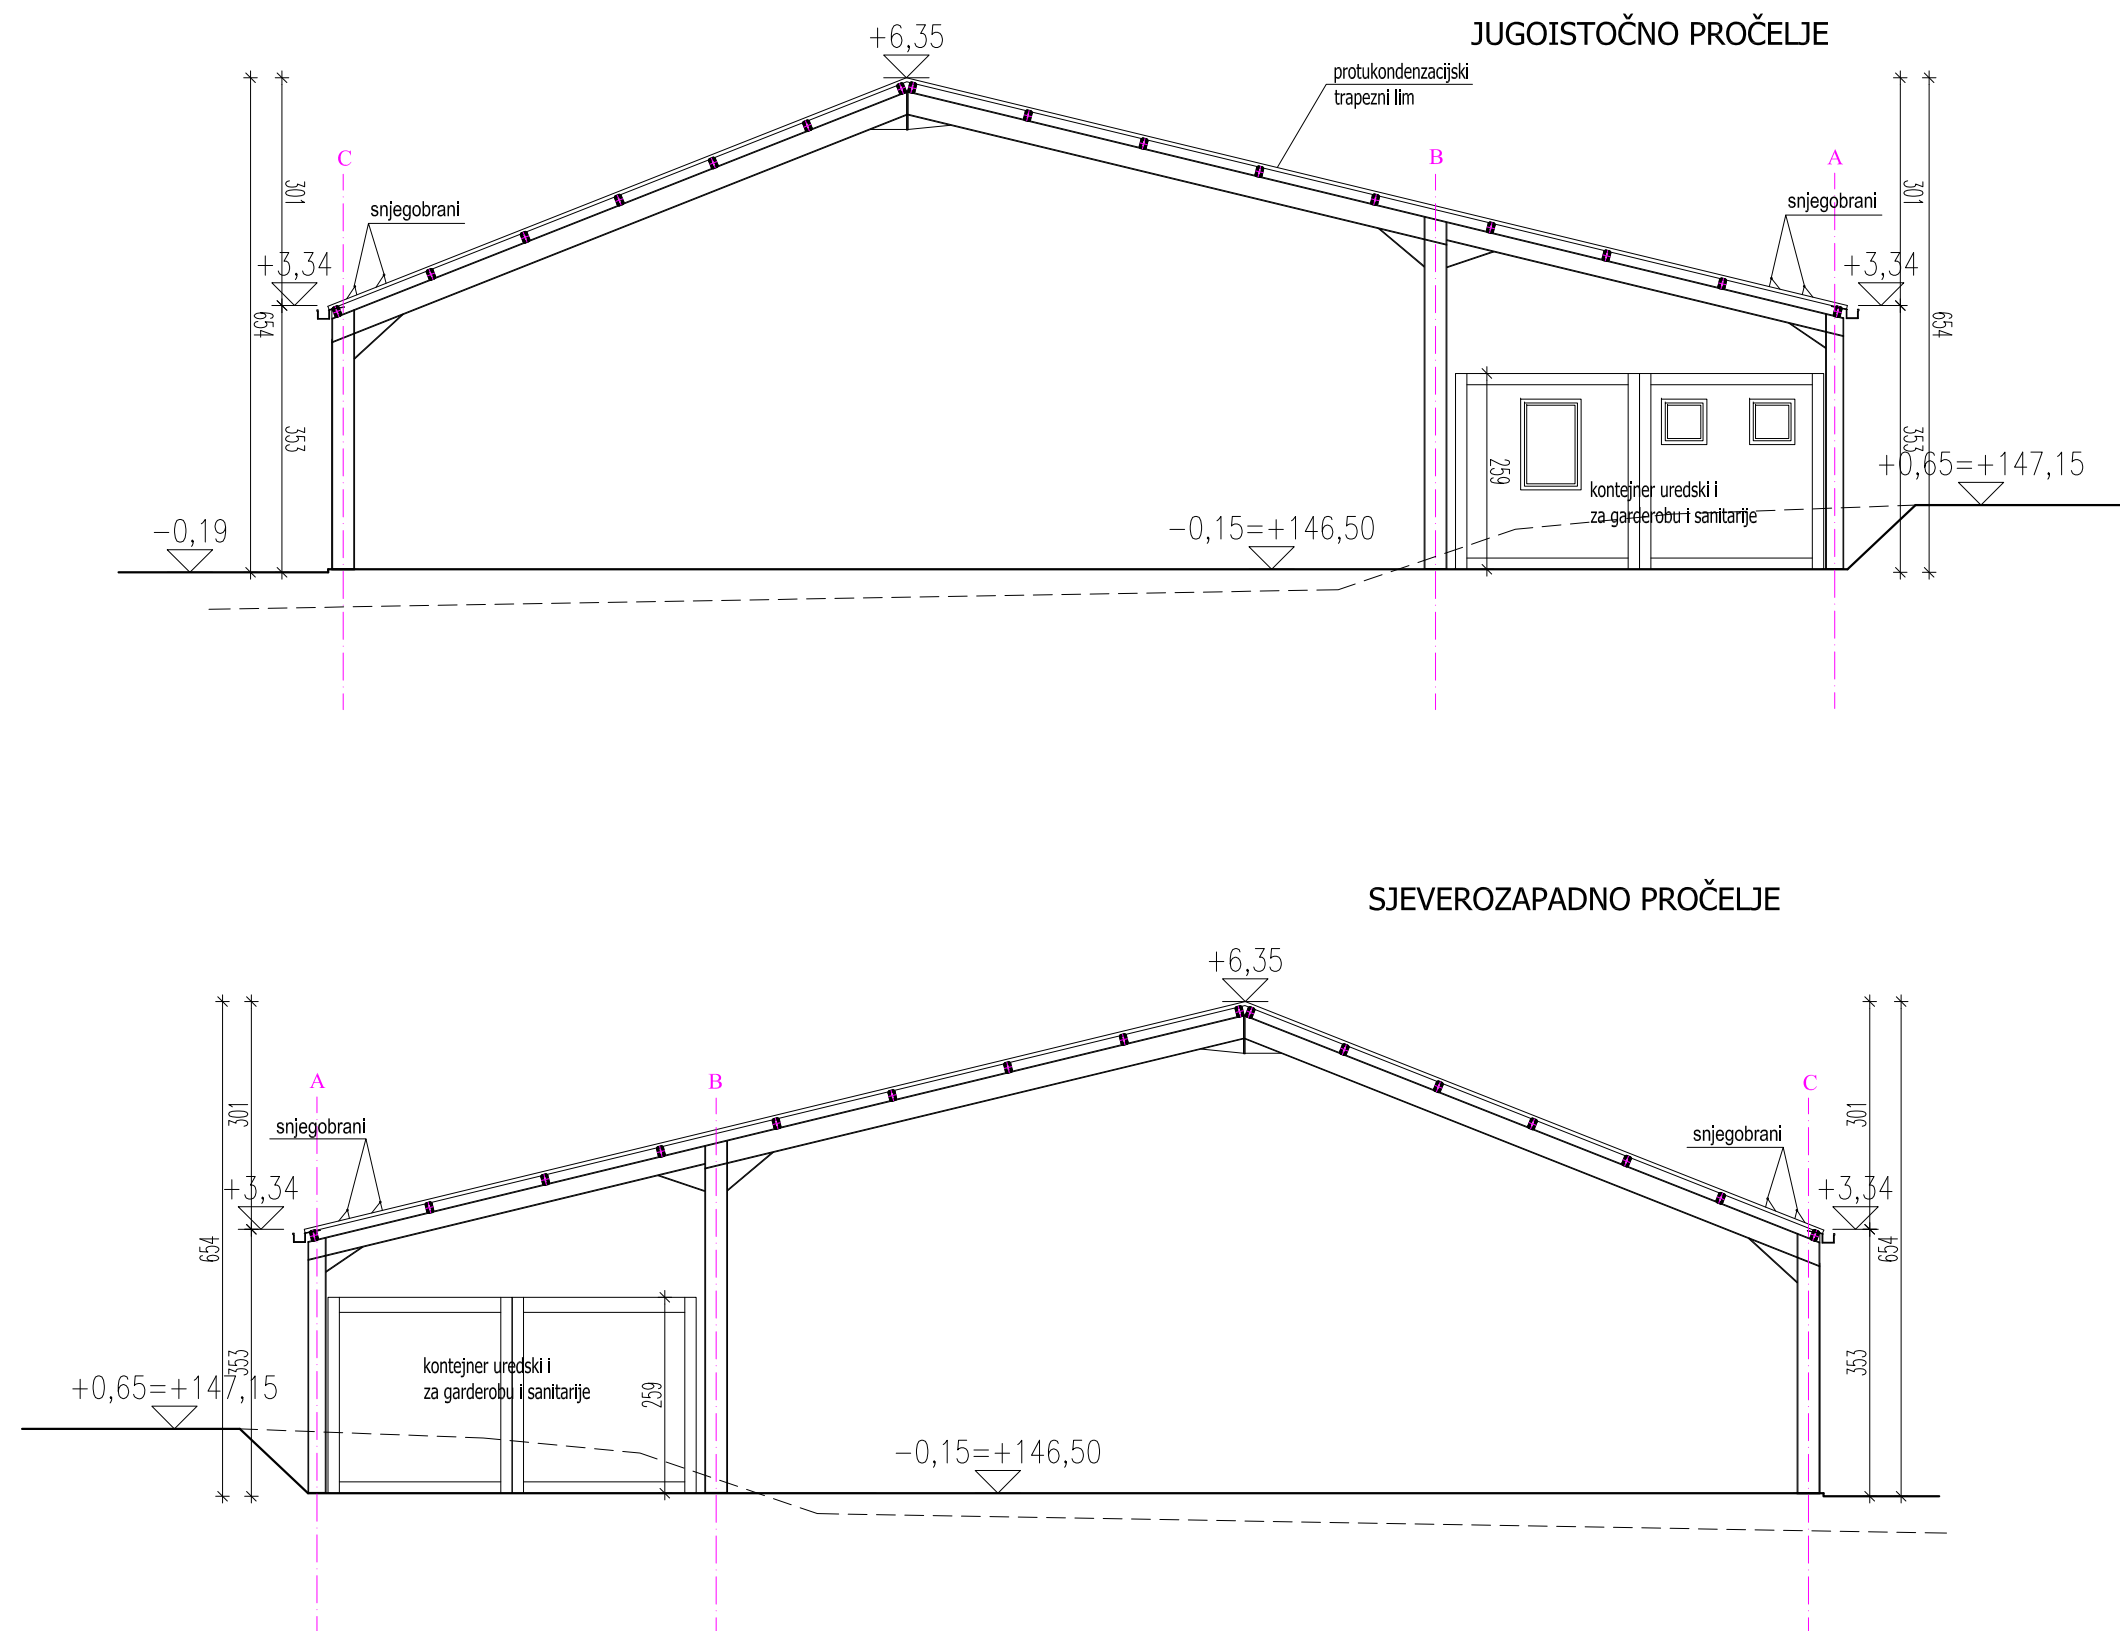 JUGOISTOČNO PROČELJE
+6,35
protukondenzacijski
trapezni lim
C
B
A
301
snjegobrani
snjegobrani
301
+3,34
+3,34
654
654
353
353
259
+0,65=+147,15
kontejner uredski i
za garderobu i sanitarije
-0,19
-0,15=+146,50
SJEVEROZAPADNO PROČELJE
+6,35
A
B
C
301
snjegobrani
snjegobrani
301
+3,34
+3,34
654
654
353
353
kontejner uredski i
za garderobu i sanitarije
259
+0,65=+147,15
-0,15=+146,50